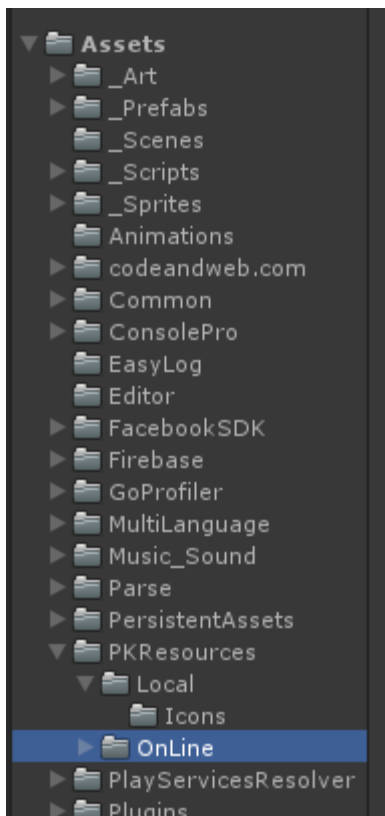 Assets
_Art
_Prefabs
_Scenes
_Scripts
_Sprites
Animations
codeandweb.com
Common
ConsolePro
EasyLog
Editor
FacebookSDK
Firebase
GoProfiler
MultiLanguage
Music_Sound
Parse
PersistentAssets
PKResources
Local
Icons
OnLine
PlayServicesResolver
Plugins